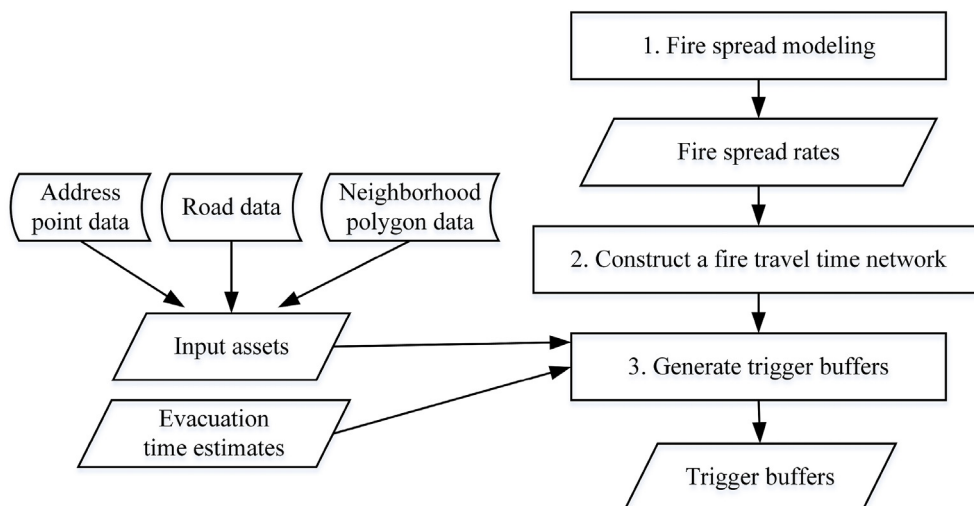 1. Fire spread modeling
Fire spread rates
Address
point data
Road data
Neighborhood
polygon data
2. Construct a fire travel time network
Input assets
3. Generate trigger buffers
Evacuation
time estimates
Trigger buffers